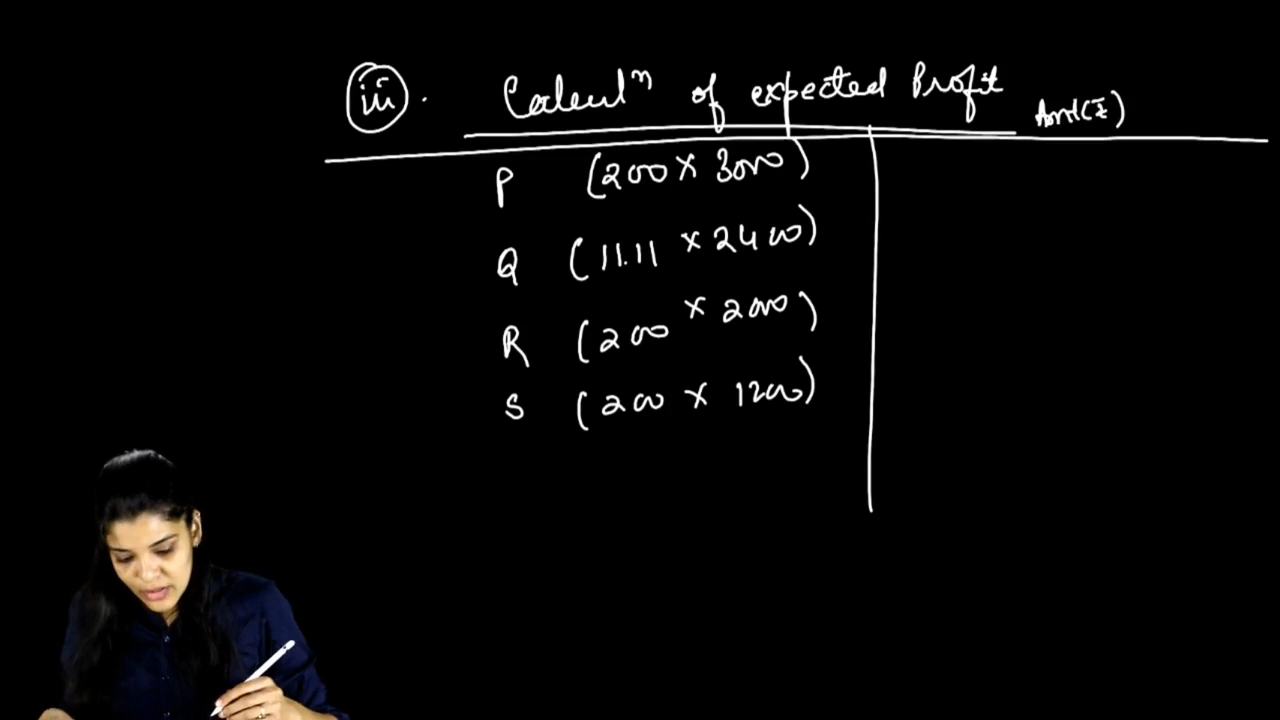 iii. Calculⁿ of expected Profit Amt(₹)
P (200 × 3000)
Q (11.11 × 2400)
R (200 × 2000)
S (200 × 1200)